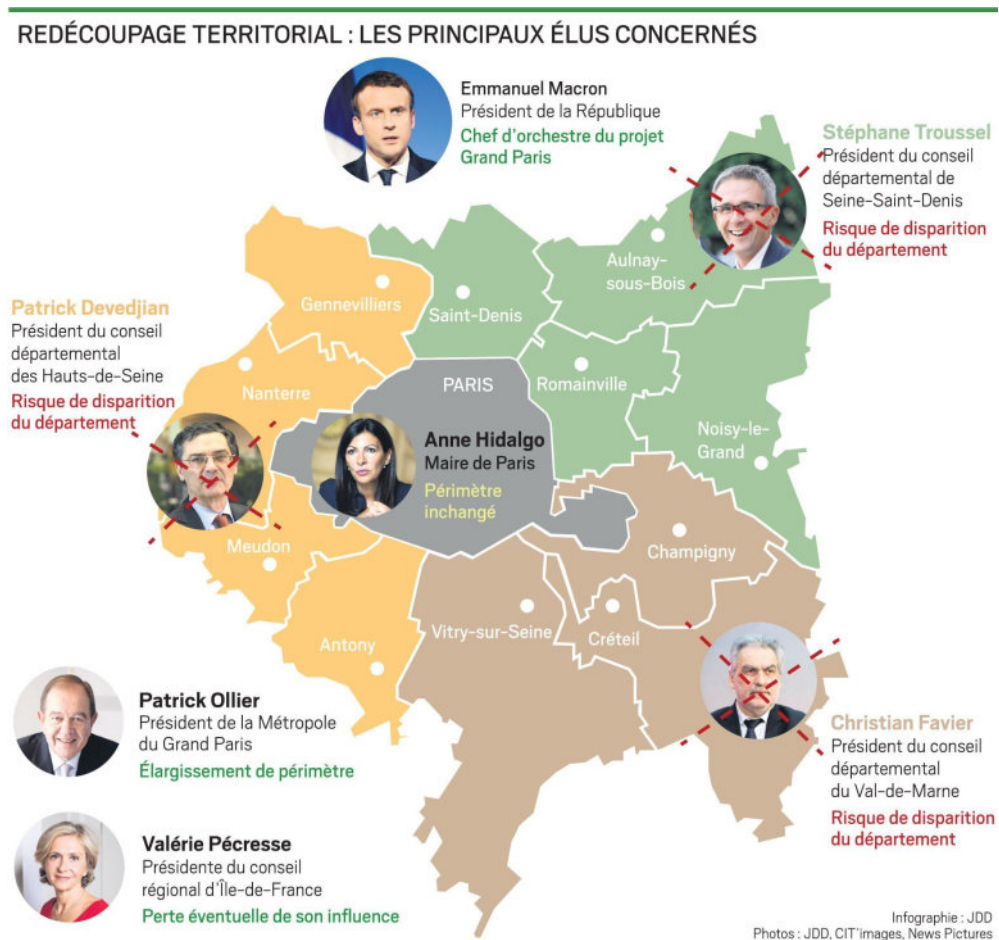 REDÉCOUPAGE TERRITORIAL : LES PRINCIPAUX ÉLUS CONCERNÉS
Emmanuel Macron
Président de la République
Chef d'orchestre du projet
Grand Paris
Stéphane Troussel
Président du conseil
départemental de
Seine-Saint-Denis
Risque de disparition
du département
Aulnay-
sous-Bois
Gennevilliers
Saint-Denis
Patrick Devedjian
Président du conseil
départemental
des Hauts-de-Seine
Risque de disparition
du département
Nanterre
PARIS
Romainville
Noisy-le-
Grand
Anne Hidalgo
Maire de Paris
Périmètre
inchangé
Meudon
Champigny
Antony
Vitry-sur-Seine
Créteil
Patrick Ollier
Président de la Métropole
du Grand Paris
Élargissement de périmètre
Christian Favier
Président du conseil
départemental
du Val-de-Marne
Risque de disparition
du département
Valérie Pécresse
Présidente du conseil
régional d'Île-de-France
Perte éventuelle de son influence
Infographie : JDD
Photos : JDD, CIT'images, News Pictures